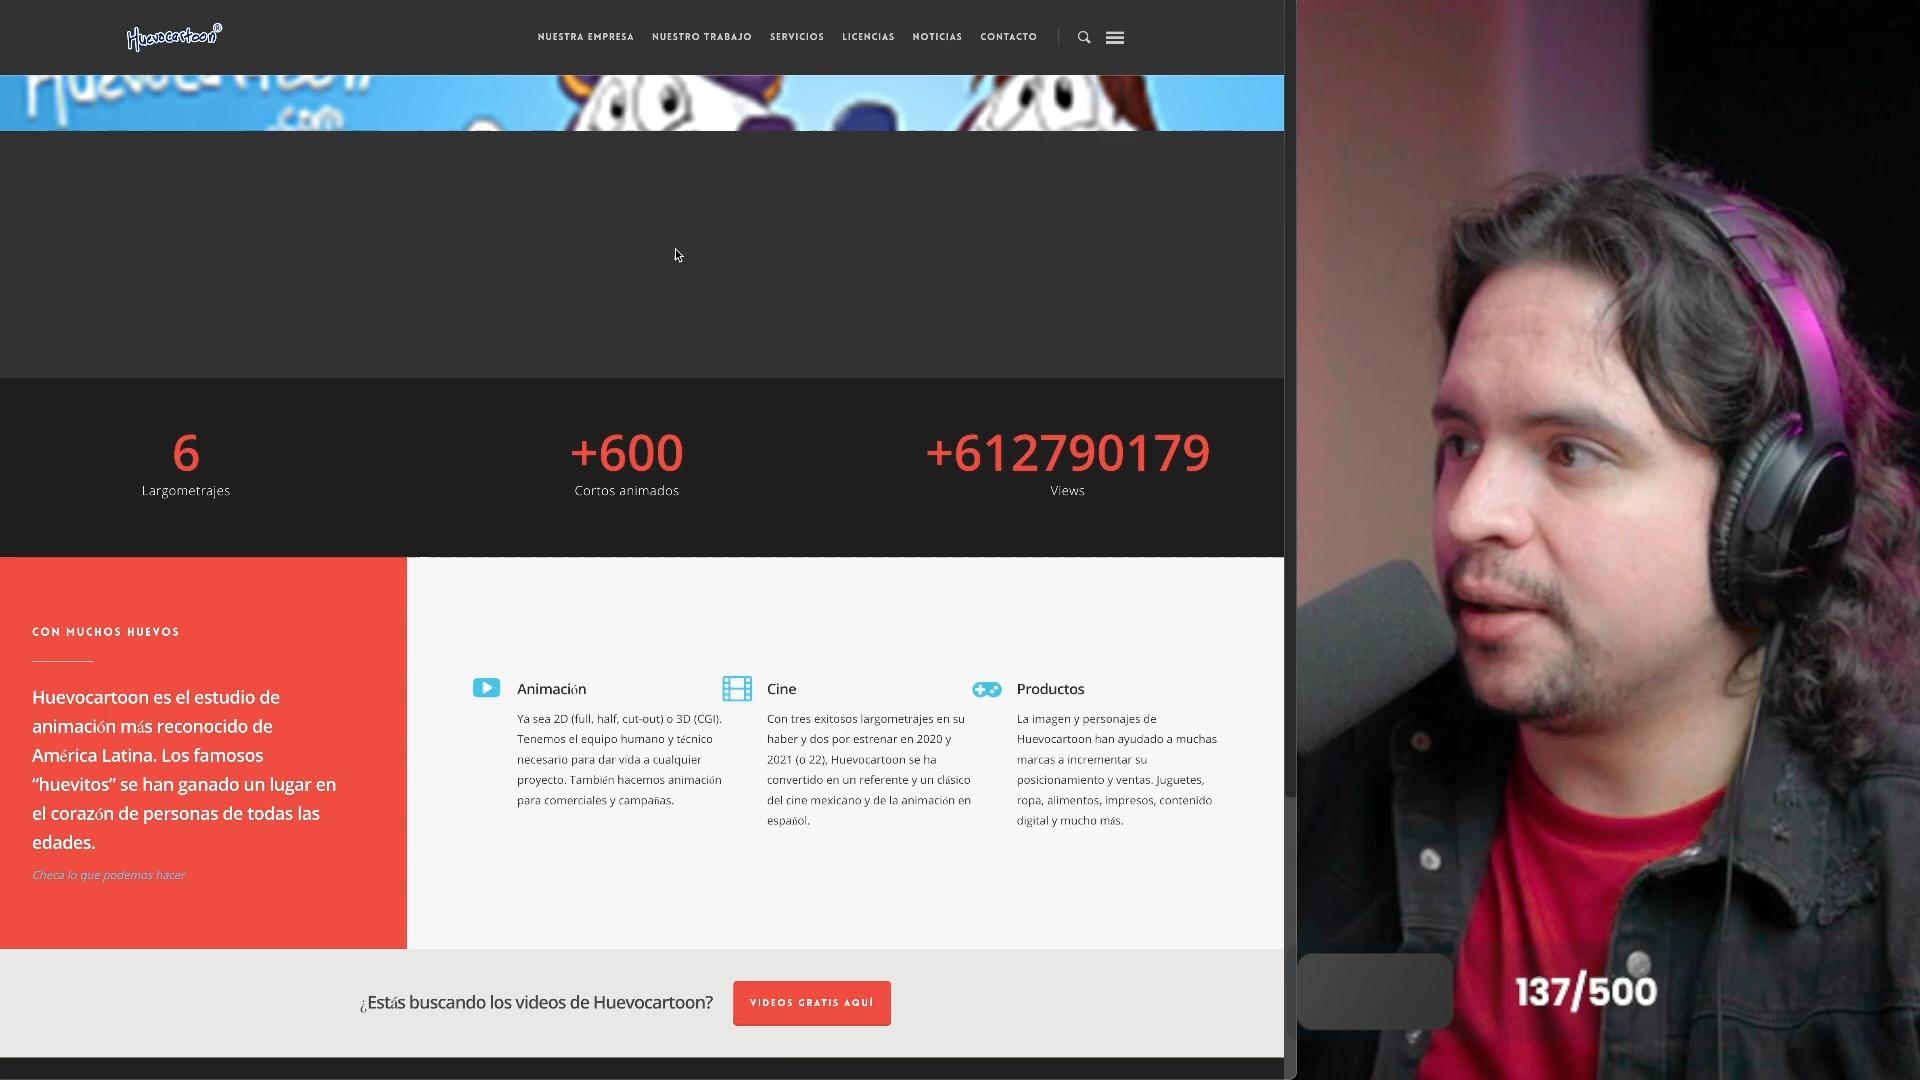 Huevocartoon®
NUESTRA EMPRESA NUESTRO TRABAJO SERVICIOS LICENCIAS NOTICIAS CONTACTO
Huevocartoon
.com
6
Largometrajes
+600
Cortos animados
+612790179
Views
CON MUCHOS HUEVOS
Huevocartoon es el estudio de
animación más reconocido de
América Latina. Los famosos
“huevitos” se han ganado un lugar en
el corazón de personas de todas las
edades.
Checa lo que podemos hacer
Animación
Ya sea 2D (full, half, cut-out) o 3D (CGI).
Tenemos el equipo humano y técnico
necesario para dar vida a cualquier
proyecto. También hacemos animación
para comerciales y campañas.
Cine
Con tres exitosos largometrajes en su
haber y dos por estrenar en 2020 y
2021 (o 22), Huevocartoon se ha
convertido en un referente y un clásico
del cine mexicano y de la animación en
español.
Productos
La imagen y personajes de
Huevocartoon han ayudado a muchas
marcas a incrementar su
posicionamiento y ventas. Juguetes,
ropa, alimentos, impresos, contenido
digital y mucho más.
¿Estás buscando los videos de Huevocartoon?
VIDEOS GRATIS AQUÍ
137/500